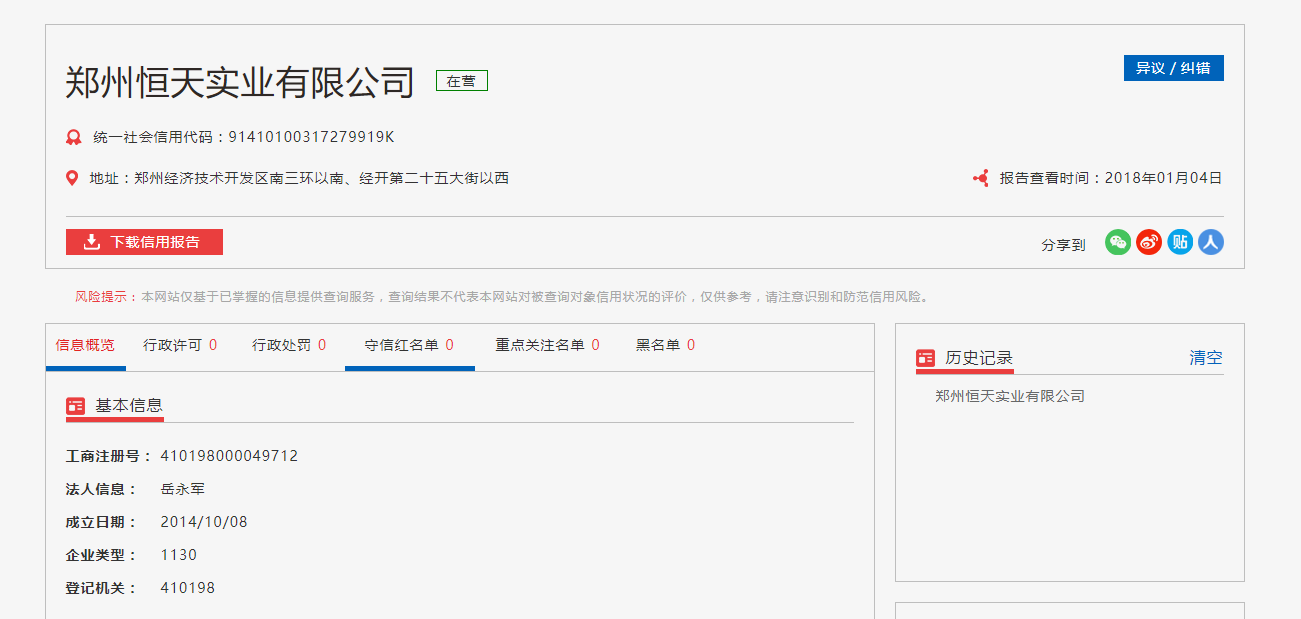 郑州恒天实业有限公司 在营 异议 / 纠错
统一社会信用代码：91410100317279919K
地址：郑州经济技术开发区南三环以南、经开第二十五大街以西 报告查看时间：2018年01月04日
下载信用报告 分享到 贴 人
风险提示：本网站仅基于已掌握的信息提供查询服务，查询结果不代表本网站对被查询对象信用状况的评价，仅供参考，请注意识别和防范信用风险。
信息概览 行政许可 0 行政处罚 0 守信红名单 0 重点关注名单 0 黑名单 0
历史记录 清空
郑州恒天实业有限公司
基本信息
工商注册号： 410198000049712
法人信息： 岳永军
成立日期： 2014/10/08
企业类型： 1130
登记机关： 410198